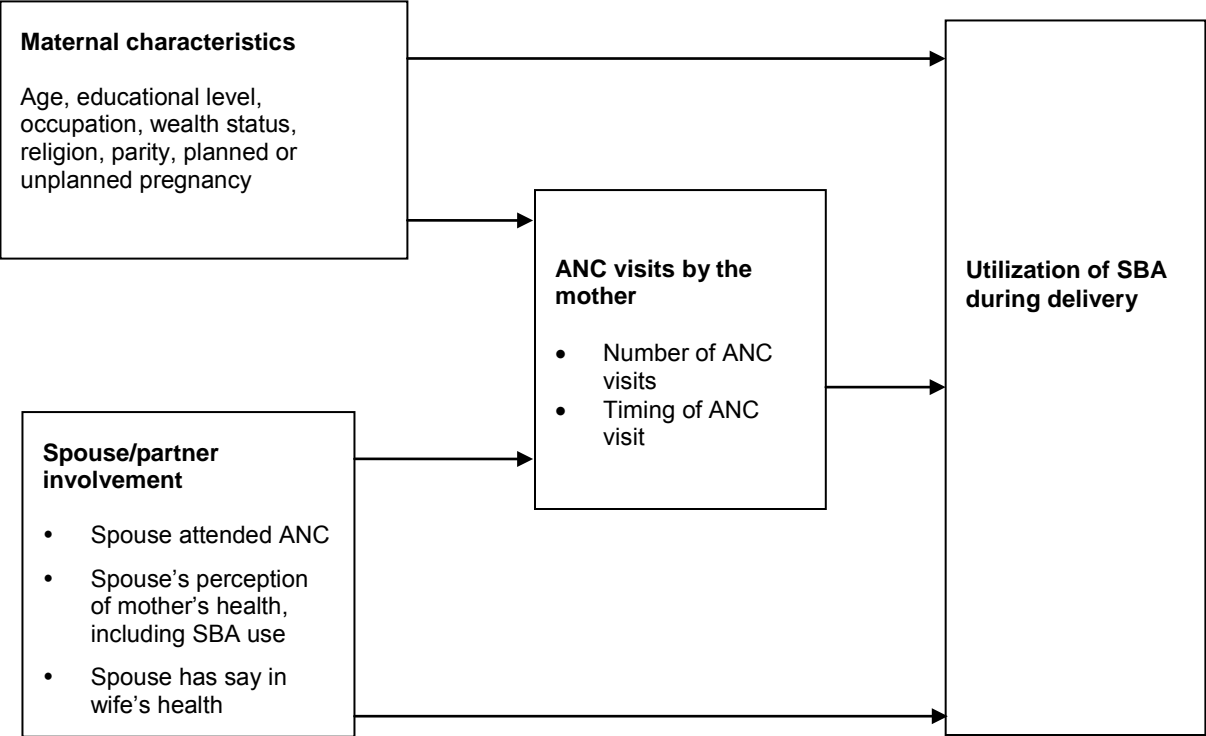 Maternal characteristics
Age, educational level,
occupation, wealth status,
religion, parity, planned or
unplanned pregnancy
ANC visits by the
mother
• Number of ANC
visits
• Timing of ANC
visit
Utilization of SBA
during delivery
Spouse/partner
involvement
• Spouse attended ANC
• Spouse’s perception
of mother’s health,
including SBA use
• Spouse has say in
wife’s health